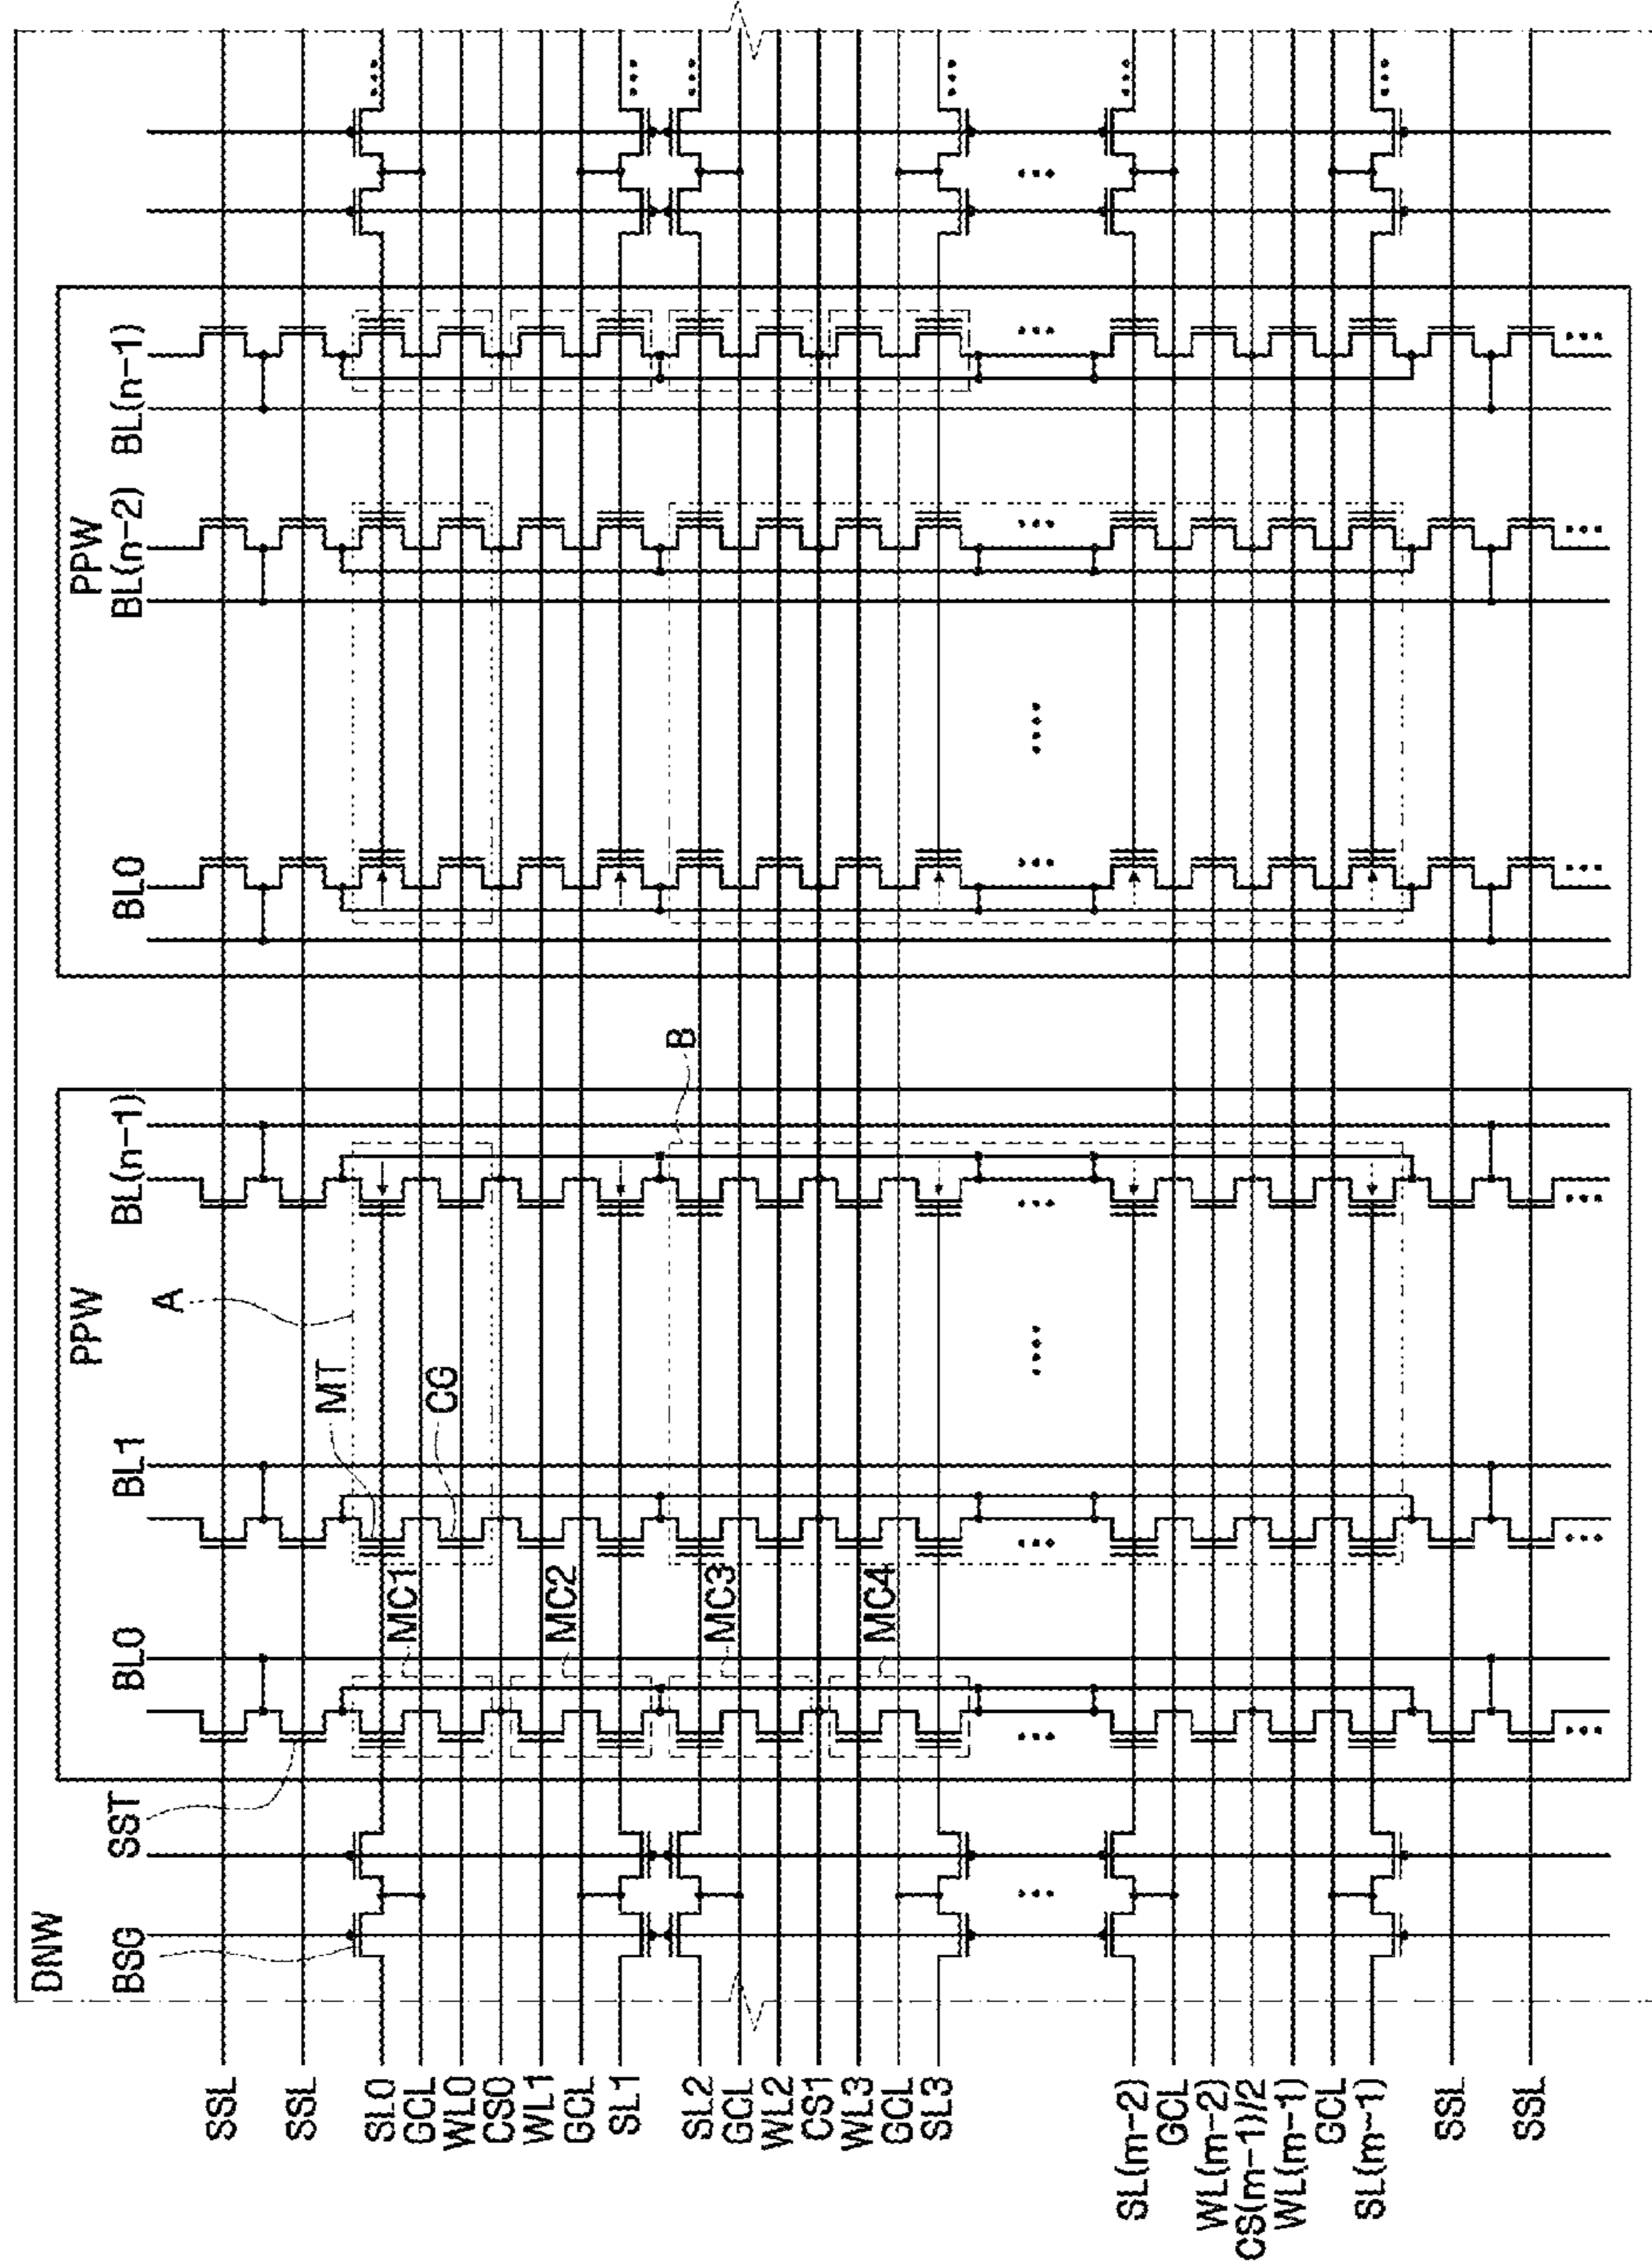 DNW
BSG
SST
BL0
BL1
BL(n-1)
PPW
BL0
BL(n-2)
BL(n-1)
PPW
A
B
MT
CG
MC1
MC2
MC3
MC4
SSL
SSL
SL0
GCL
WL0
CS0
WL1
GCL
SL1
SL2
GCL
WL2
CS1
WL3
GCL
SL3
SL(m-2)
GCL
WL(m-2)
CS(m-1)/2
WL(m-1)
GCL
SL(m-1)
SSL
SSL